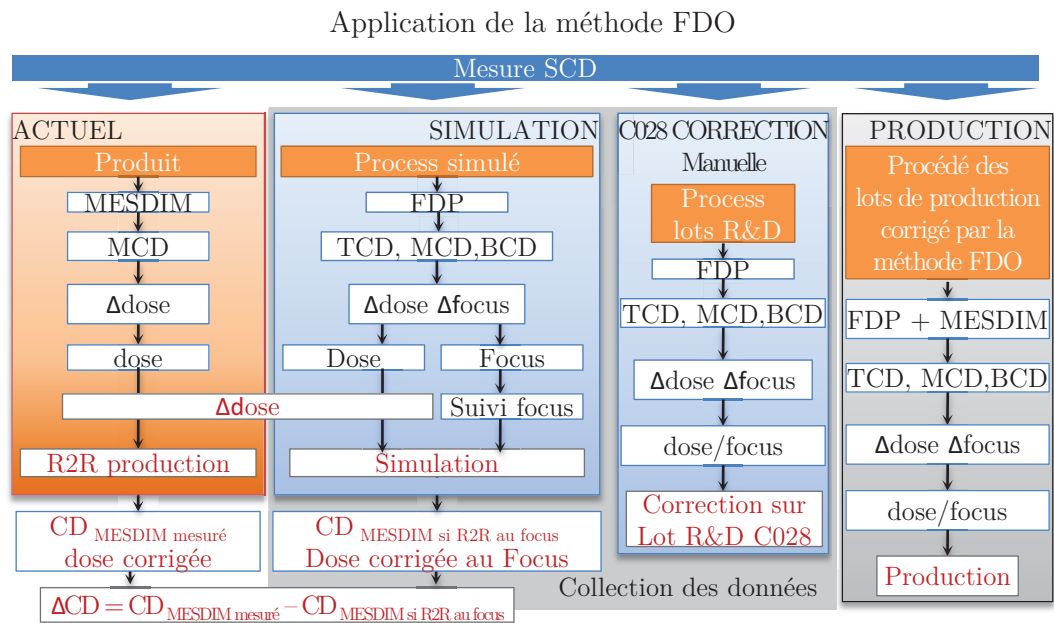 Application de la méthode FDO
Mesure SCD
ACTUEL
Produit
MESDIM
MCD
Δdose
dose
Δdose
R2R production
CD MESDIM mesuré
dose corrigée
SIMULATION
Process simulé
FDP
TCD, MCD,BCD
Δdose Δfocus
Dose
Focus
Suivi focus
Simulation
CD MESDIM si R2R au focus
Dose corrigée au Focus
ΔCD = CD MESDIM mesuré – CD MESDIM si R2R au focus
C028 CORRECTION
Manuelle
Process
lots R&D
FDP
TCD, MCD,BCD
Δdose Δfocus
dose/focus
Correction sur
Lot R&D C028
Collection des données
PRODUCTION
Procédé des
lots de production
corrigé par la
méthode FDO
FDP + MESDIM
TCD, MCD,BCD
Δdose Δfocus
dose/focus
Production